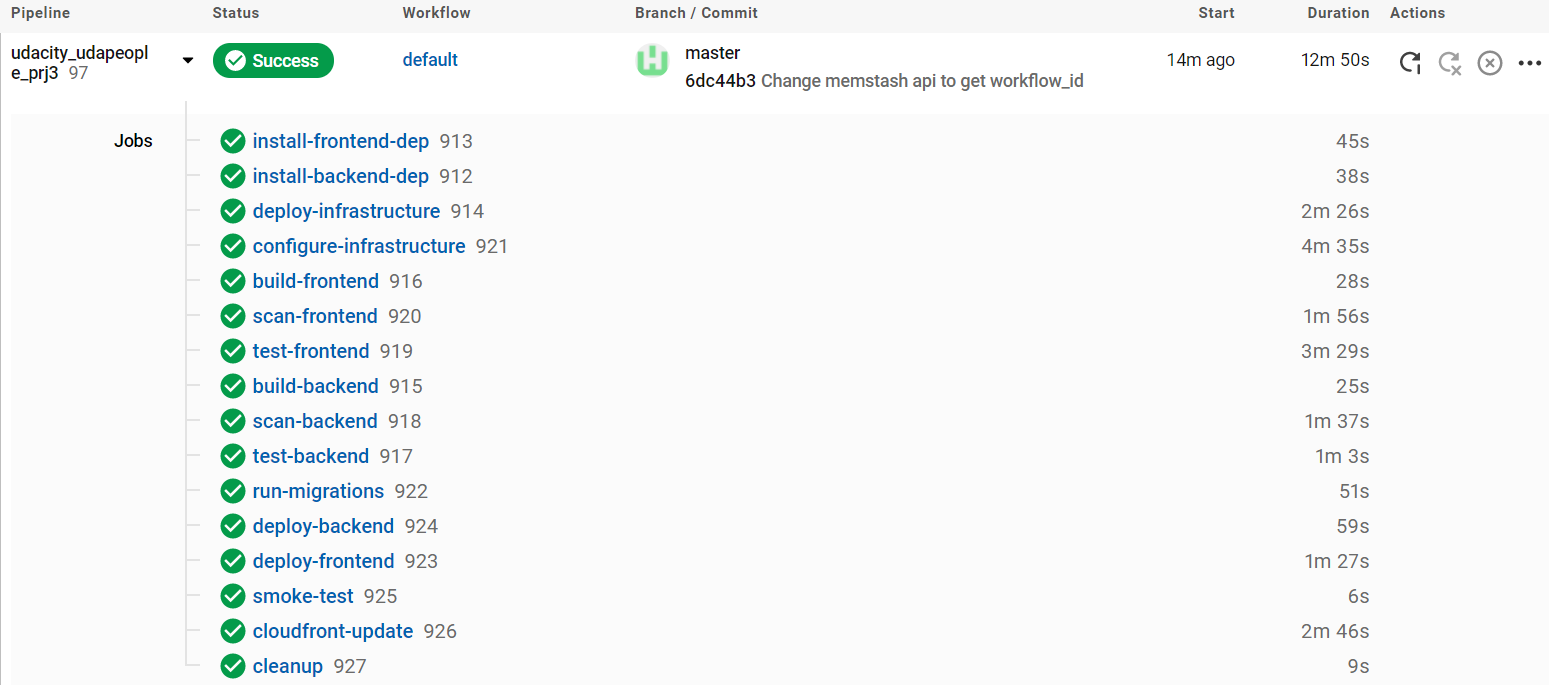 Pipeline Status Workflow Branch / Commit Start Duration Actions
udacity_udapeopl
e_prj3 97 Success default master 14m ago 12m 50s
6dc44b3 Change memstash api to get workflow_id
Jobs install-frontend-dep 913 45s
install-backend-dep 912 38s
deploy-infrastructure 914 2m 26s
configure-infrastructure 921 4m 35s
build-frontend 916 28s
scan-frontend 920 1m 56s
test-frontend 919 3m 29s
build-backend 915 25s
scan-backend 918 1m 37s
test-backend 917 1m 3s
run-migrations 922 51s
deploy-backend 924 59s
deploy-frontend 923 1m 27s
smoke-test 925 6s
cloudfront-update 926 2m 46s
cleanup 927 9s